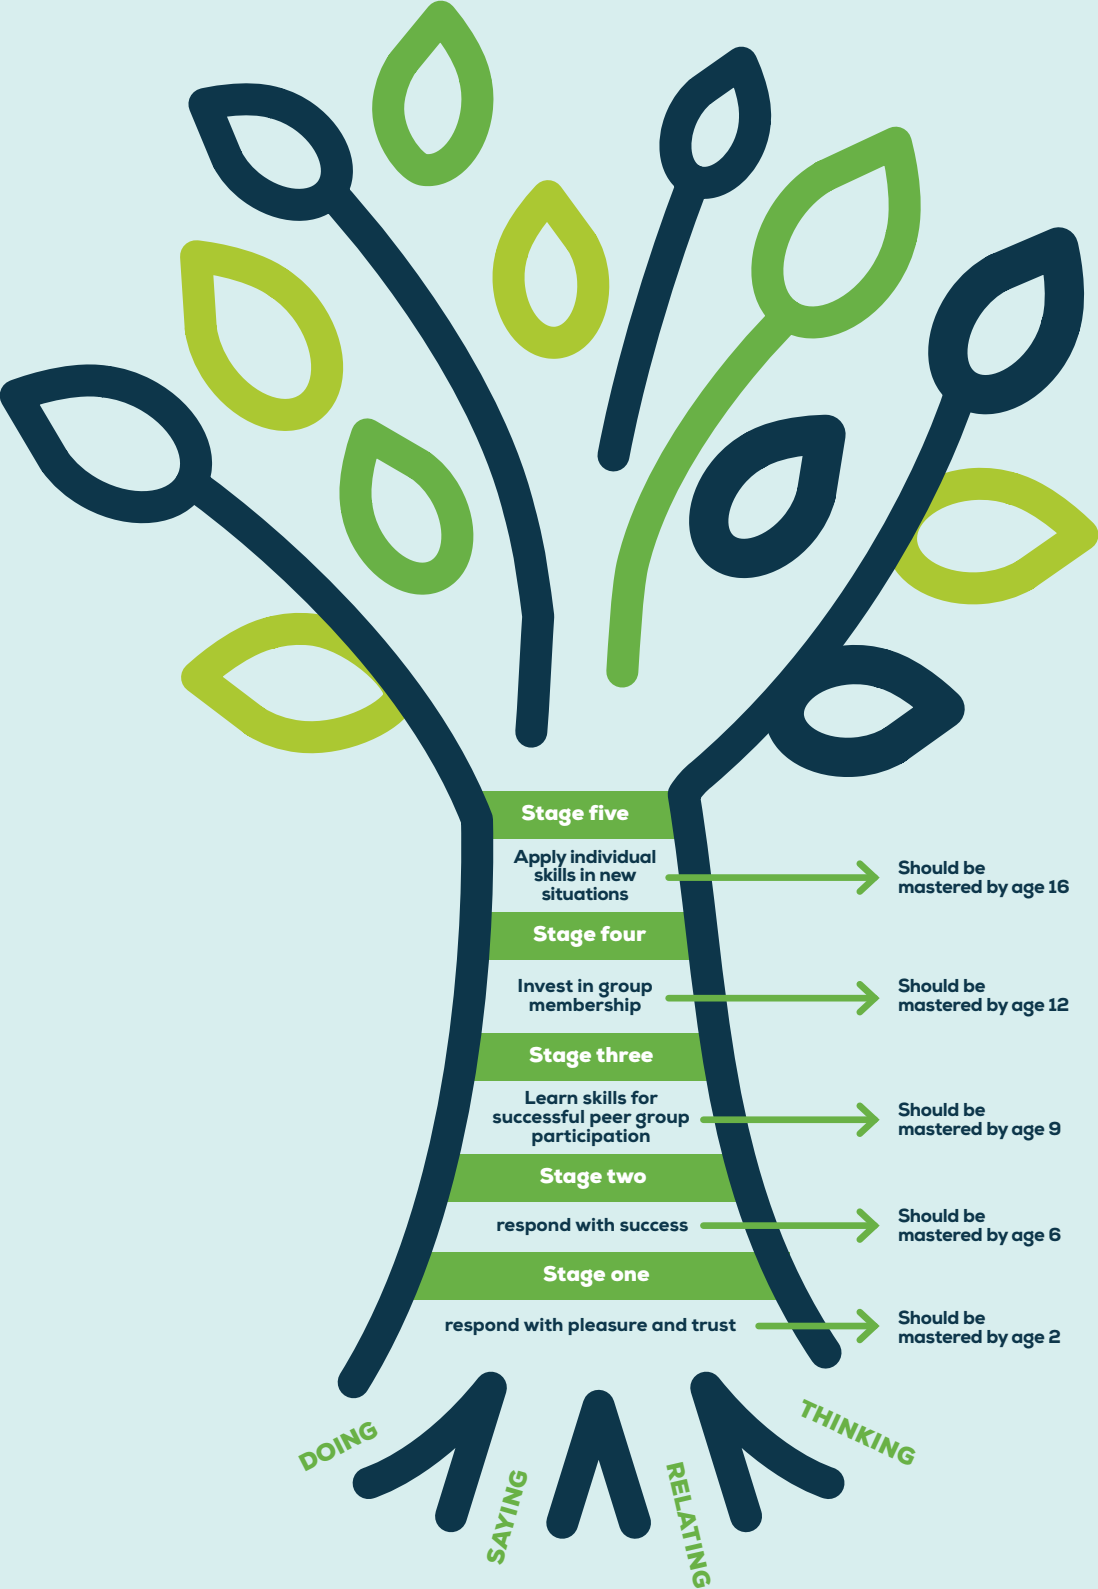 Stage five
Apply individual
skills in new
situations
Should be
mastered by age 16
Stage four
Invest in group
membership
Should be
mastered by age 12
Stage three
Learn skills for
successful peer group
participation
Should be
mastered by age 9
Stage two
respond with success
Should be
mastered by age 6
Stage one
respond with pleasure and trust
Should be
mastered by age 2
DOING
SAYING
RELATING
THINKING